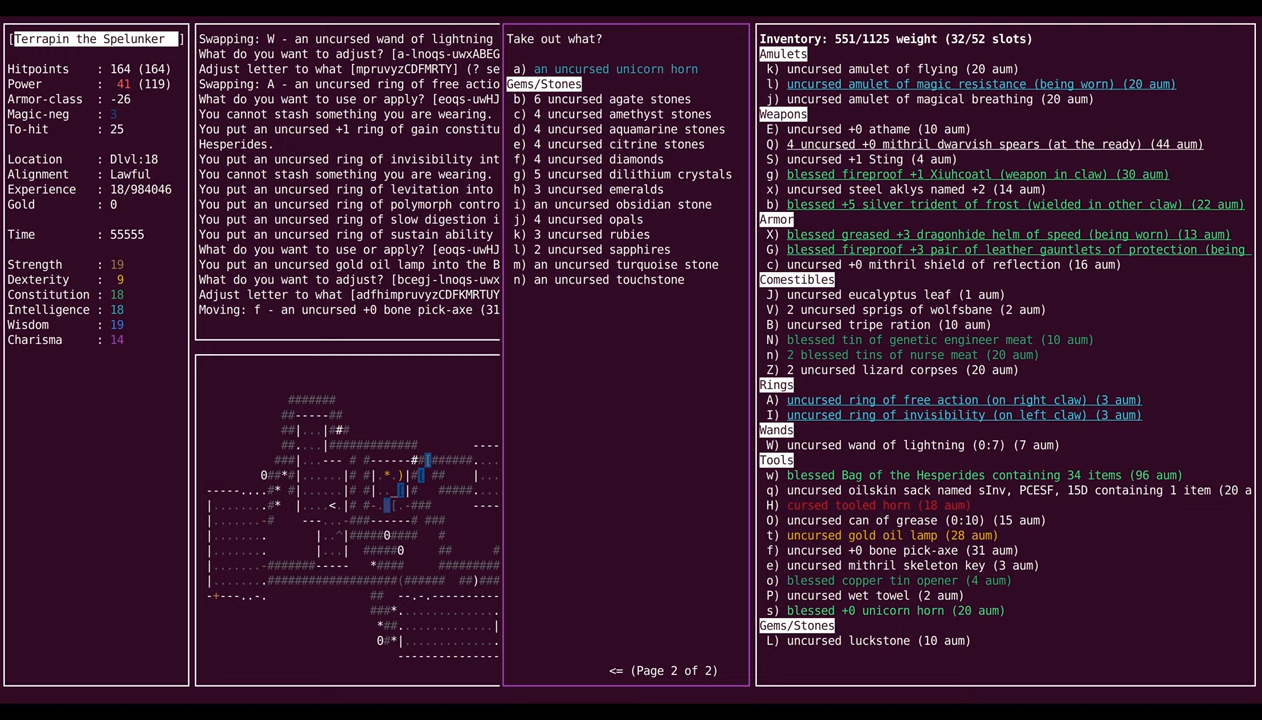 [Terrapin the Spelunker ]
Hitpoints : 164 (164)
Power : 41 (119)
Armor-class : -26
Magic-neg : 3
To-hit : 25
Location : Dlvl:18
Alignment : Lawful
Experience : 18/984046
Gold : 0
Time : 55555
Strength : 19
Dexterity : 9
Constitution : 18
Intelligence : 18
Wisdom : 19
Charisma : 14
Swapping: W - an uncursed wand of lightning
What do you want to adjust? [a-lnoqs-uwxABEG
Adjust letter to what [mpruvyzCDFMRTY] (? se
Swapping: A - an uncursed ring of free actio
What do you want to use or apply? [eoqs-uwHJ
You cannot stash something you are wearing.
You put an uncursed +1 ring of gain constitu
Hesperides.
You put an uncursed ring of invisibility int
You cannot stash something you are wearing.
You put an uncursed ring of levitation into
You put an uncursed ring of polymorph contro
You put an uncursed ring of slow digestion i
You put an uncursed ring of sustain ability
What do you want to use or apply? [eoqs-uwHJ
You put an uncursed gold oil lamp into the B
What do you want to adjust? [bcegj-lnoqs-uwx
Adjust letter to what [adfhimpruvyzCDFKMRTUY
Moving: f - an uncursed +0 bone pick-axe (31
Take out what?
a) an uncursed unicorn horn
Gems/Stones
b) 6 uncursed agate stones
c) 4 uncursed amethyst stones
d) 4 uncursed aquamarine stones
e) 4 uncursed citrine stones
f) 4 uncursed diamonds
g) 5 uncursed dilithium crystals
h) 3 uncursed emeralds
i) an uncursed obsidian stone
j) 4 uncursed opals
k) 3 uncursed rubies
l) 2 uncursed sapphires
m) an uncursed turquoise stone
n) an uncursed touchstone
<= (Page 2 of 2)
Inventory: 551/1125 weight (32/52 slots)
Amulets
k) uncursed amulet of flying (20 aum)
l) uncursed amulet of magic resistance (being worn) (20 aum)
j) uncursed amulet of magical breathing (20 aum)
Weapons
E) uncursed +0 athame (10 aum)
Q) 4 uncursed +0 mithril dwarvish spears (at the ready) (44 aum)
S) uncursed +1 Sting (4 aum)
g) blessed fireproof +1 Xiuhcoatl (weapon in claw) (30 aum)
x) uncursed steel aklys named +2 (14 aum)
b) blessed +5 silver trident of frost (wielded in other claw) (22 aum)
Armor
X) blessed greased +3 dragonhide helm of speed (being worn) (13 aum)
G) blessed fireproof +3 pair of leather gauntlets of protection (being
c) uncursed +0 mithril shield of reflection (16 aum)
Comestibles
J) uncursed eucalyptus leaf (1 aum)
V) 2 uncursed sprigs of wolfsbane (2 aum)
B) uncursed tripe ration (10 aum)
N) blessed tin of genetic engineer meat (10 aum)
n) 2 blessed tins of nurse meat (20 aum)
Z) 2 uncursed lizard corpses (20 aum)
Rings
A) uncursed ring of free action (on right claw) (3 aum)
I) uncursed ring of invisibility (on left claw) (3 aum)
Wands
W) uncursed wand of lightning (0:7) (7 aum)
Tools
w) blessed Bag of the Hesperides containing 34 items (96 aum)
q) uncursed oilskin sack named sInv, PCESF, 15D containing 1 item (20 a
H) cursed tooled horn (18 aum)
O) uncursed can of grease (0:10) (15 aum)
t) uncursed gold oil lamp (28 aum)
f) uncursed +0 bone pick-axe (31 aum)
e) uncursed mithril skeleton key (3 aum)
o) blessed copper tin opener (4 aum)
P) uncursed wet towel (2 aum)
s) blessed +0 unicorn horn (20 aum)
Gems/Stones
L) uncursed luckstone (10 aum)